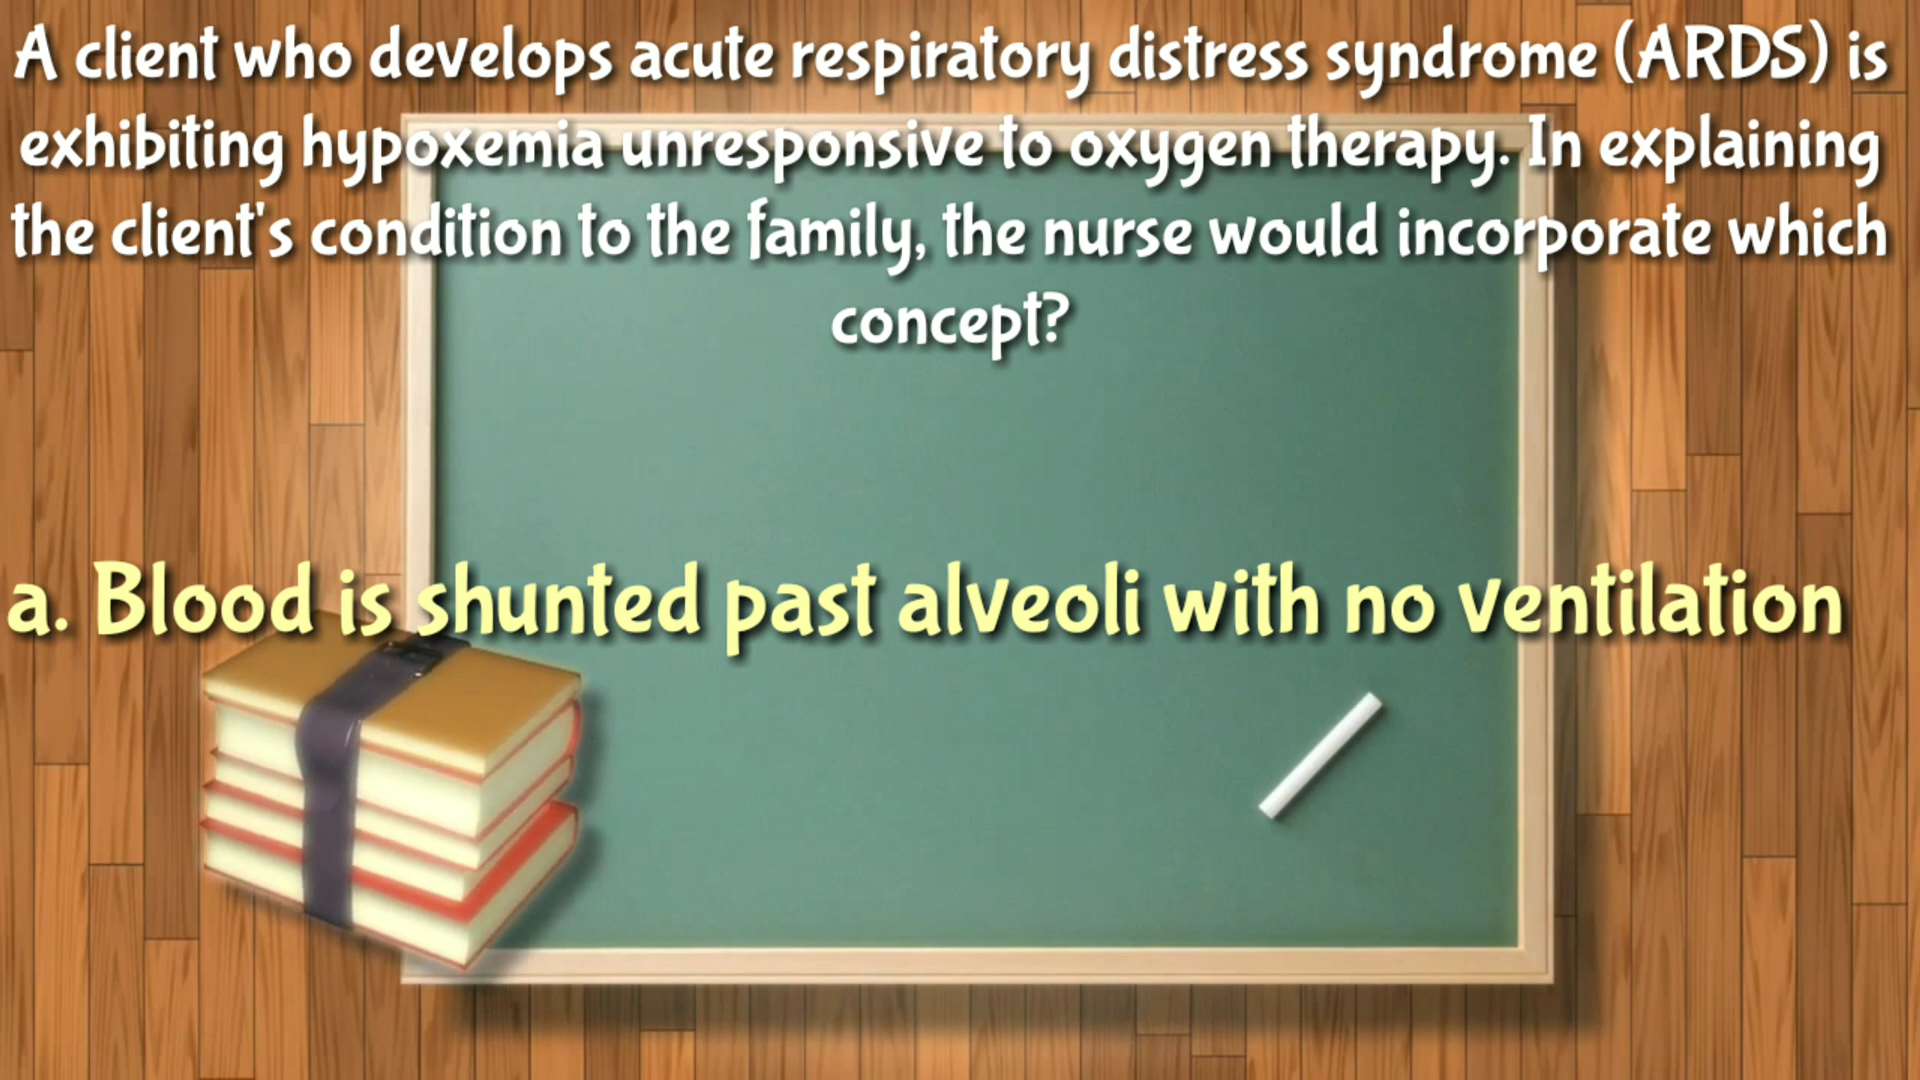 A client who develops acute respiratory distress syndrome (ARDS) is
exhibiting hypoxemia unresponsive to oxygen therapy. In explaining
the client's condition to the family, the nurse would incorporate which
concept?
a. Blood is shunted past alveoli with no ventilation